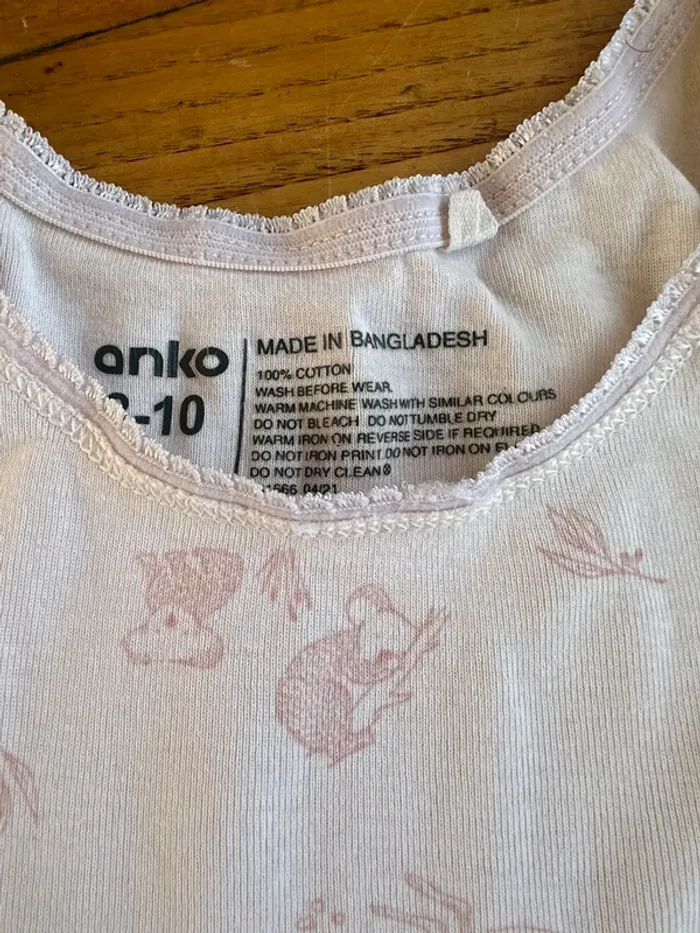 anko
-10
MADE IN BANGLADESH
100% COTTON
WASH BEFORE WEAR.
WARM MACHINE WASH WITH SIMILAR COLOURS
DO NOT BLEACH DO NOT TUMBLE DRY
WARM IRON ON REVERSE SIDE IF REQUIRED
DO NOT IRON PRINT DO NOT IRON ON
DO NOT DRY CLEAN
04/21